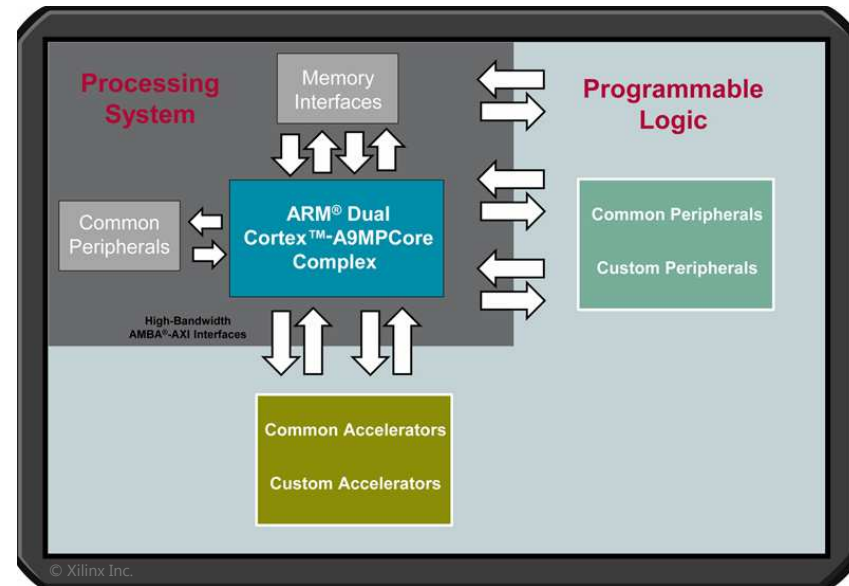 Processing
System
Memory
Interfaces
Programmable
Logic
Common
Peripherals
ARM® Dual
Cortex™-A9MPCore
Complex
Common Peripherals
Custom Peripherals
High-Bandwidth
AMBA®-AXI Interfaces
Common Accelerators
Custom Accelerators
© Xilinx Inc.